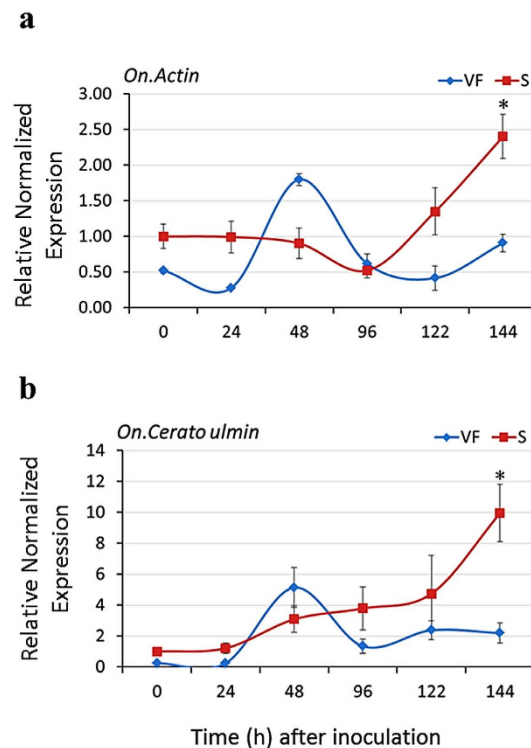 a
On.Actin
VF S
3.00
2.50
2.00
1.50
1.00
0.50
0.00
Relative Normalized
Expression
*
0 24 48 96 122 144
b
On.Cerato ulmin
VF S
14
12
10
8
6
4
2
0
Relative Normalized
Expression
*
0 24 48 96 122 144
Time (h) after inoculation